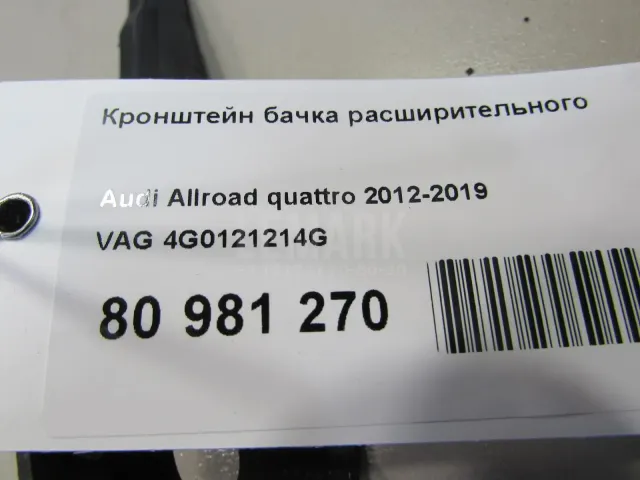 Кронштейн бачка расширительного
Audi Allroad quattro 2012-2019
VAG 4G0121214G
80 981 270